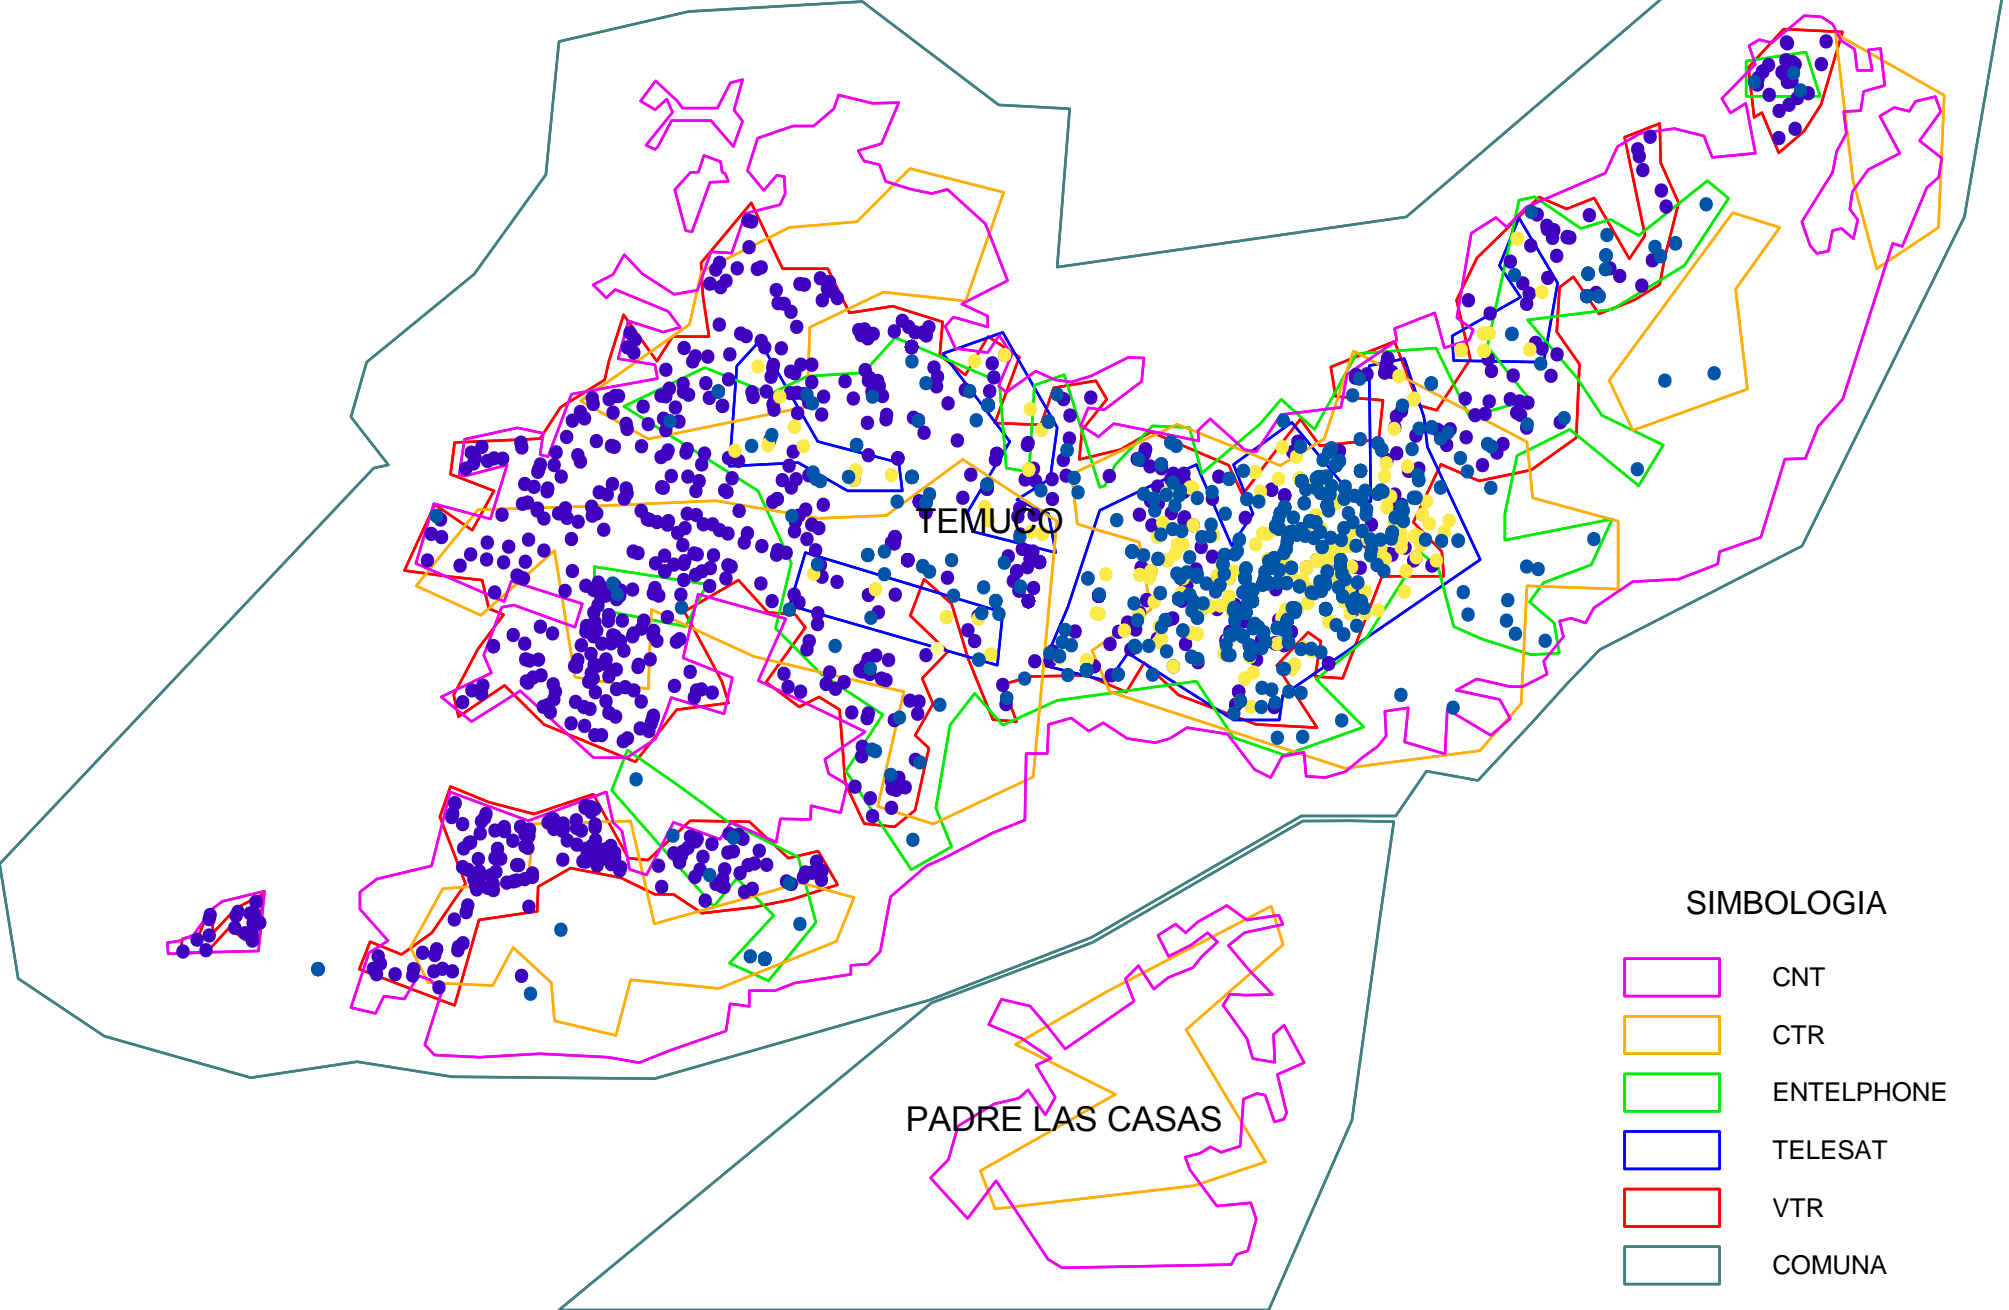 TEMUCO
SIMBOLOGIA
CNT
CTR
ENTELPHONE
PADRE LAS CASAS
TELESAT
VTR
COMUNA